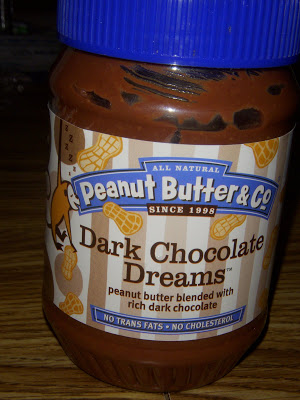 ALL NATURAL
Peanut Butter & Co
SINCE 1998
Dark Chocolate
Dreams™
peanut butter blended with
rich dark chocolate
NO TRANS FATS • NO CHOLESTEROL